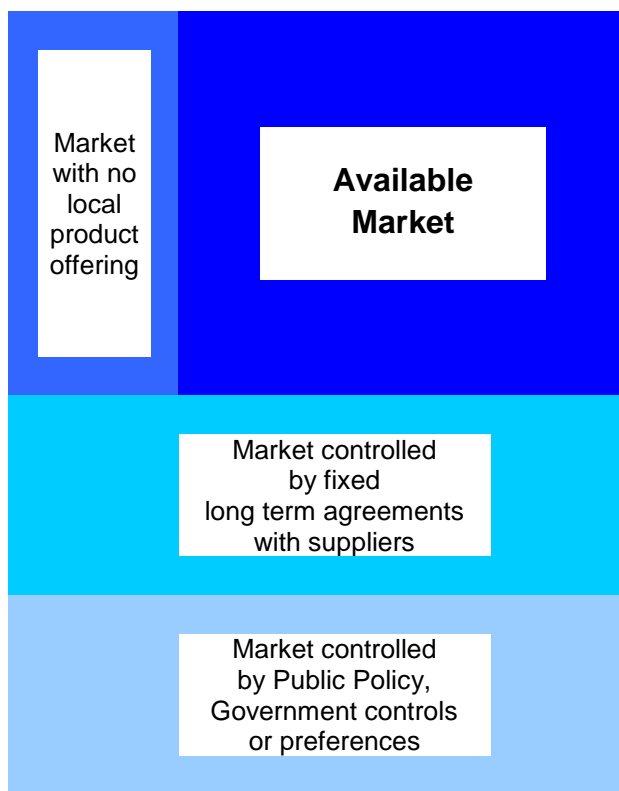 Market
with no
local
product
offering
Available
Market
Market controlled
by fixed
long term agreements
with suppliers
Market controlled
by Public Policy,
Government controls
or preferences